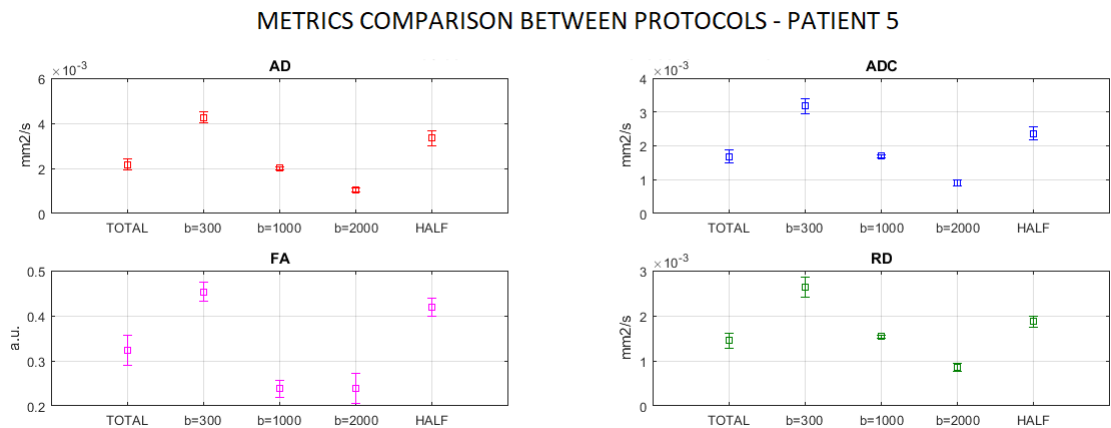 METRICS COMPARISON BETWEEN PROTOCOLS - PATIENT 5
AD
×10⁻³
6
4
2
0
mm2/s
TOTAL b=300 b=1000 b=2000 HALF
ADC
×10⁻³
4
3
2
1
0
mm2/s
TOTAL b=300 b=1000 b=2000 HALF
FA
0.5
0.4
0.3
0.2
a.u.
TOTAL b=300 b=1000 b=2000 HALF
RD
×10⁻³
3
2
1
0
mm2/s
TOTAL b=300 b=1000 b=2000 HALF